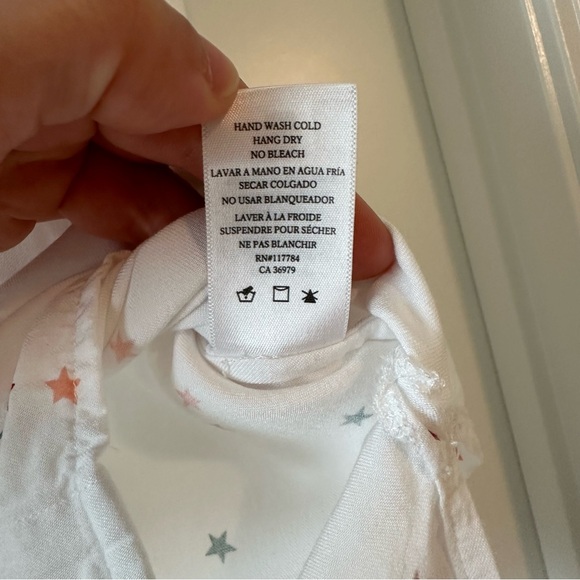 HAND WASH COLD
HANG DRY
NO BLEACH
LAVAR A MANO EN AGUA FRÍA
SECAR COLGADO
NO USAR BLANQUEADOR
LAVER À LA FROIDE
SUSPENDRE POUR SÉCHER
NE PAS BLANCHIR
RN#117784
CA 36979